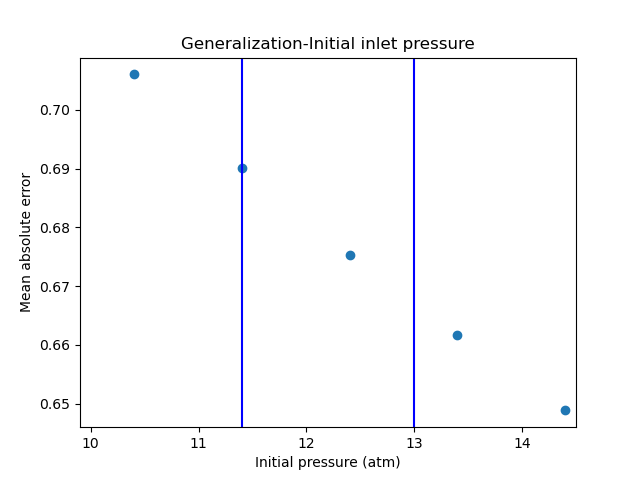 Generalization-Initial inlet pressure
Mean absolute error
0.70
0.69
0.68
0.67
0.66
0.65
10 11 12 13 14
Initial pressure (atm)